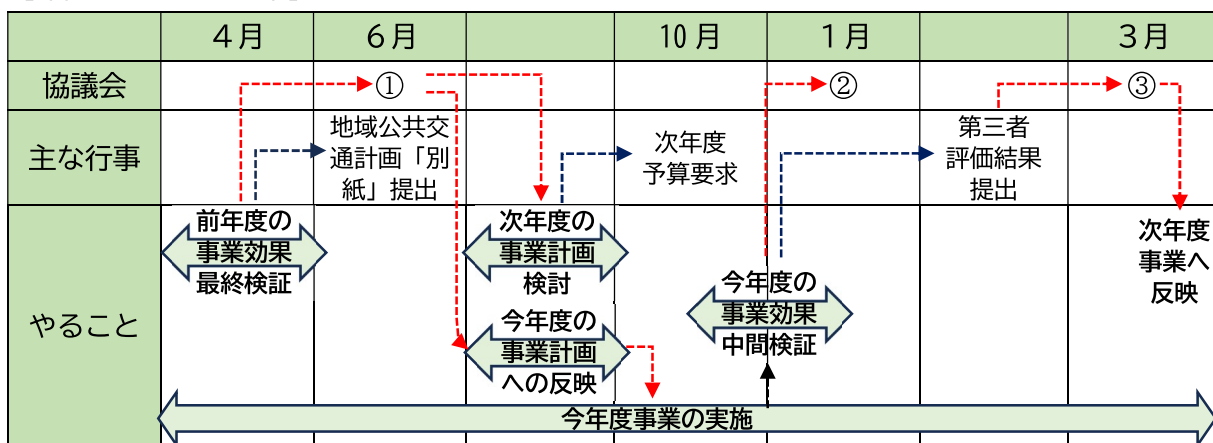 ４月
６月
10月
１月
３月
協議会
①
②
③
主な行事
地域公共交
通計画「別
紙」提出
次年度
予算要求
第三者
評価結果
提出
やること
前年度の
事業効果
最終検証
次年度の
事業計画
検討
今年度の
事業計画
への反映
今年度の
事業効果
中間検証
次年度
事業へ
反映
今年度事業の実施